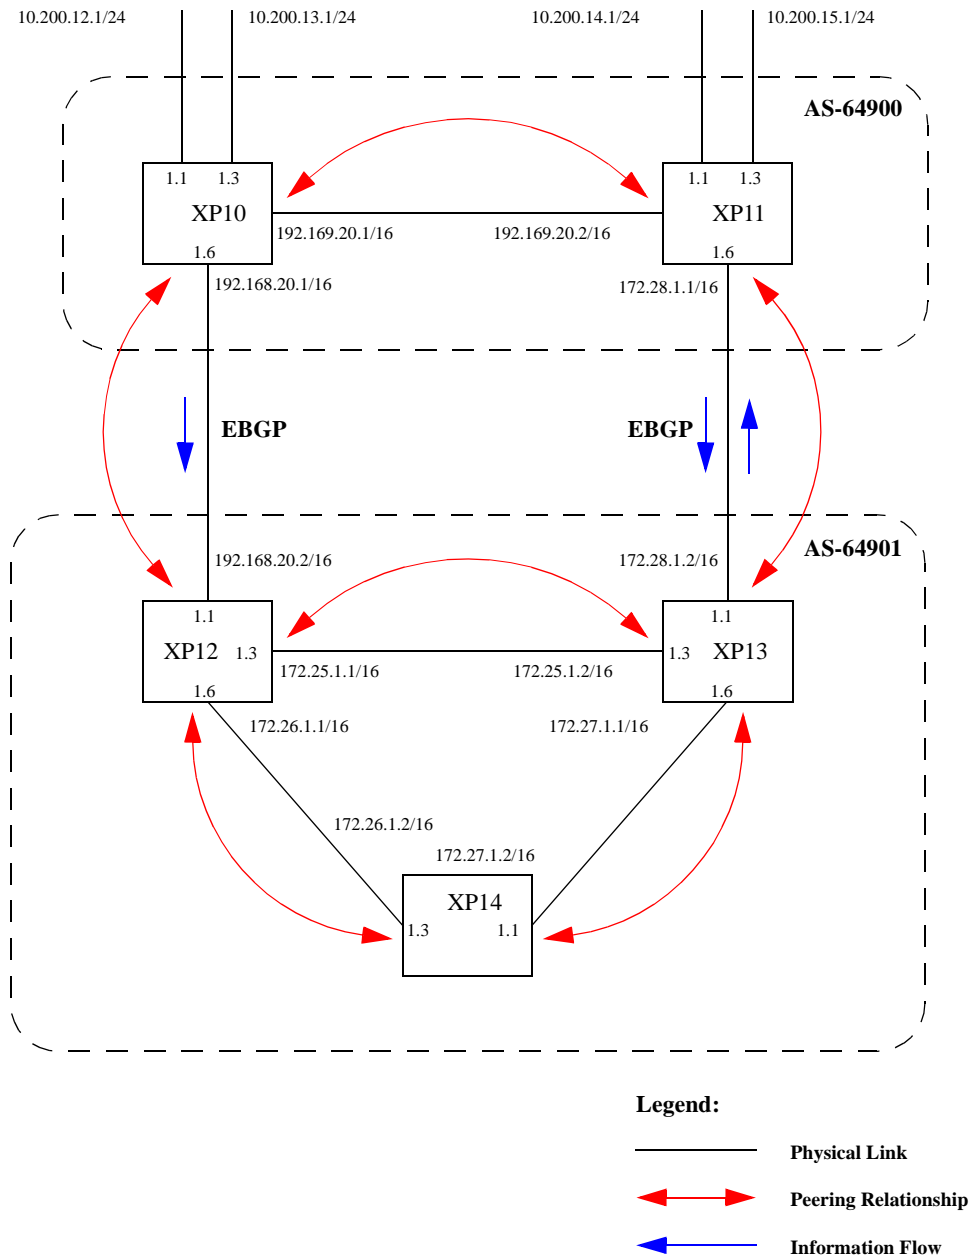 10.200.12.1/24
10.200.13.1/24
10.200.14.1/24
10.200.15.1/24
AS-64900
1.1
1.3
XP10
1.6
1.1
1.3
XP11
1.6
192.169.20.1/16
192.169.20.2/16
192.168.20.1/16
172.28.1.1/16
EBGP
EBGP
AS-64901
192.168.20.2/16
172.28.1.2/16
1.1
XP12
1.3
1.6
1.1
1.3
XP13
1.6
172.25.1.1/16
172.25.1.2/16
172.26.1.1/16
172.27.1.1/16
172.26.1.2/16
172.27.1.2/16
XP14
1.3
1.1
Legend:
Physical Link
Peering Relationship
Information Flow